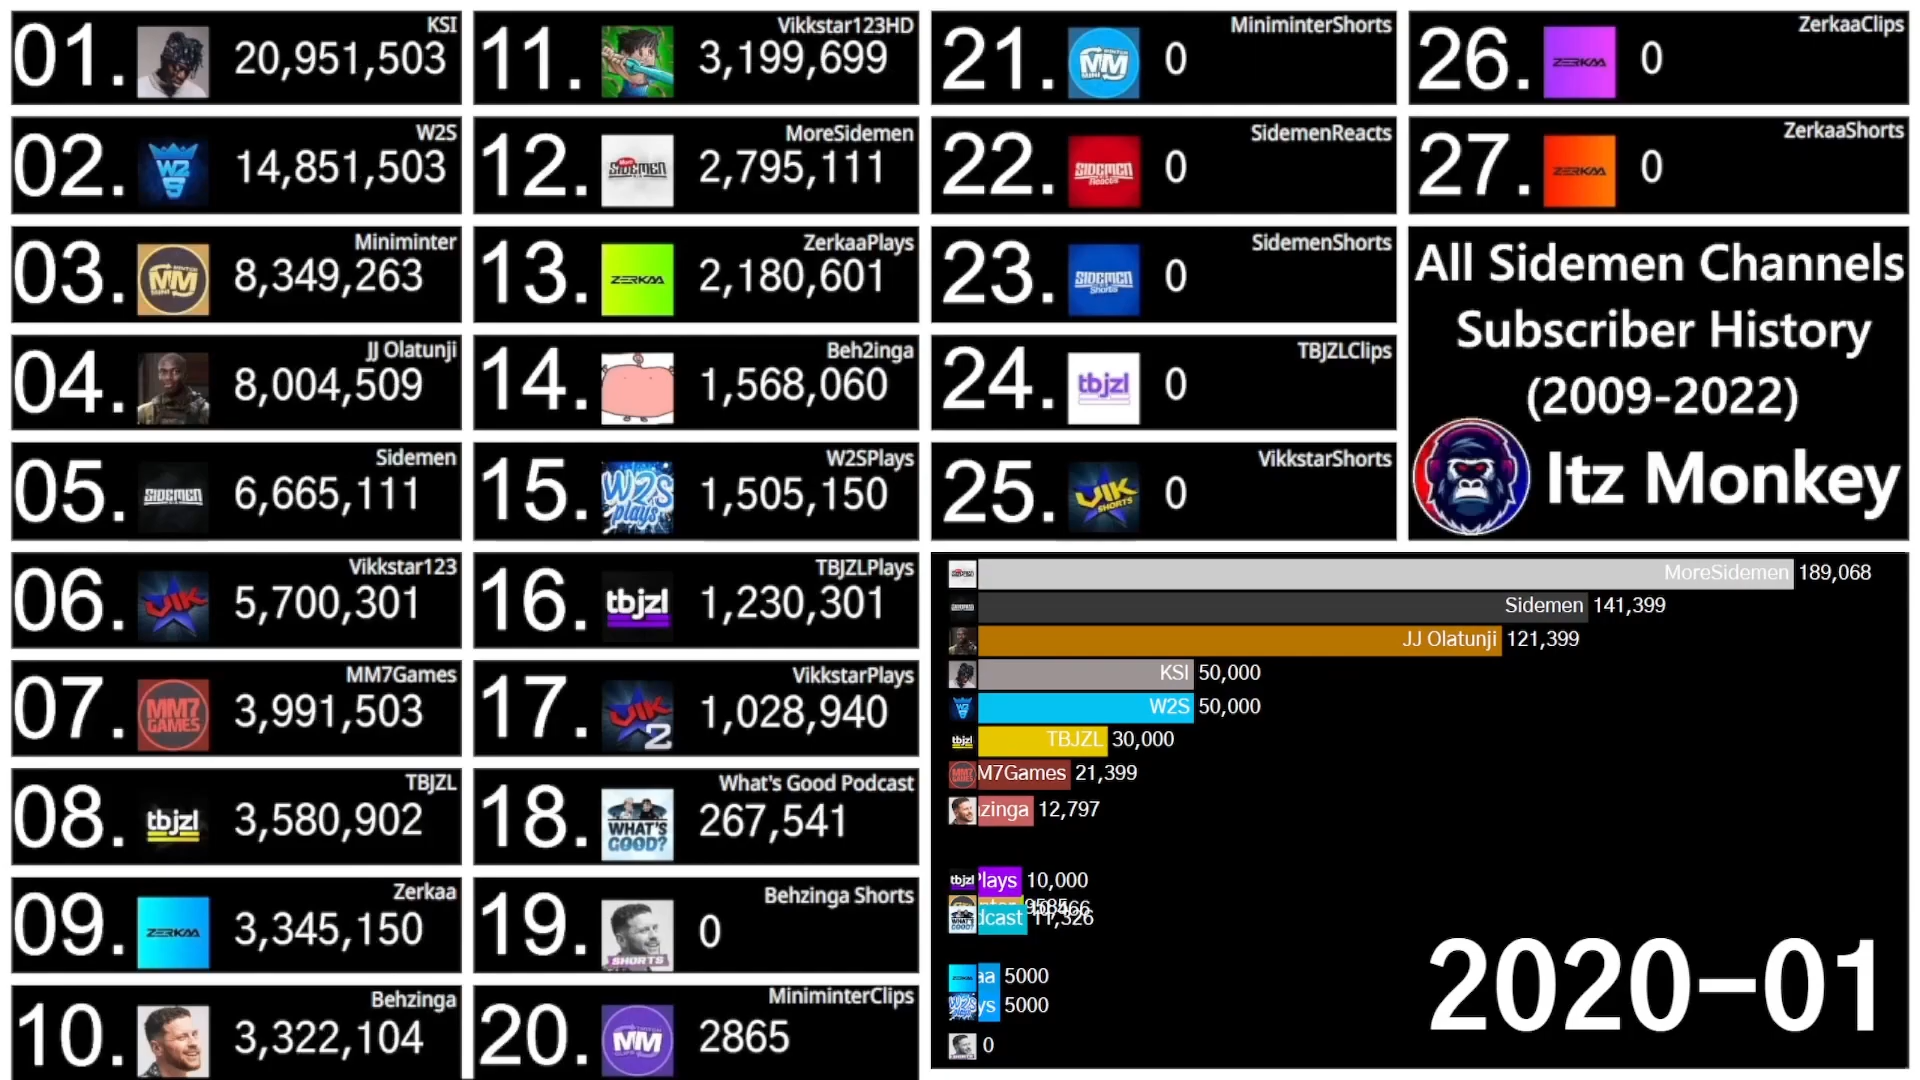 01. KSI 20,951,503
02. W2S 14,851,503
03. Miniminter 8,349,263
04. JJ Olatunji 8,004,509
05. Sidemen 6,665,111
06. Vikkstar123 5,700,301
07. MM7Games 3,991,503
08. TBJZL 3,580,902
09. Zerkaa 3,345,150
10. Behzinga 3,322,104
11. Vikkstar123HD 3,199,699
12. MoreSidemen 2,795,111
13. ZerkaaPlays 2,180,601
14. Beh2inga 1,568,060
15. W2SPlays 1,505,150
16. TBJZLPlays 1,230,301
17. VikkstarPlays 1,028,940
18. What's Good Podcast 267,541
19. Behzinga Shorts 0
20. MiniminterClips 2865
21. MiniminterShorts 0
22. SidemenReacts 0
23. SidemenShorts 0
24. TBJZLClips 0
25. VikkstarShorts 0
26. ZerkaaClips 0
27. ZerkaaShorts 0
All Sidemen Channels
Subscriber History
(2009-2022)
Itz Monkey
MoreSidemen 189,068
Sidemen 141,399
JJ Olatunji 121,399
KSI 50,000
W2S 50,000
TBJZL 30,000
M7Games 21,399
zinga 12,797
Plays 10,000
dcast 11,326
aa 5000
ys 5000
0
2020-01